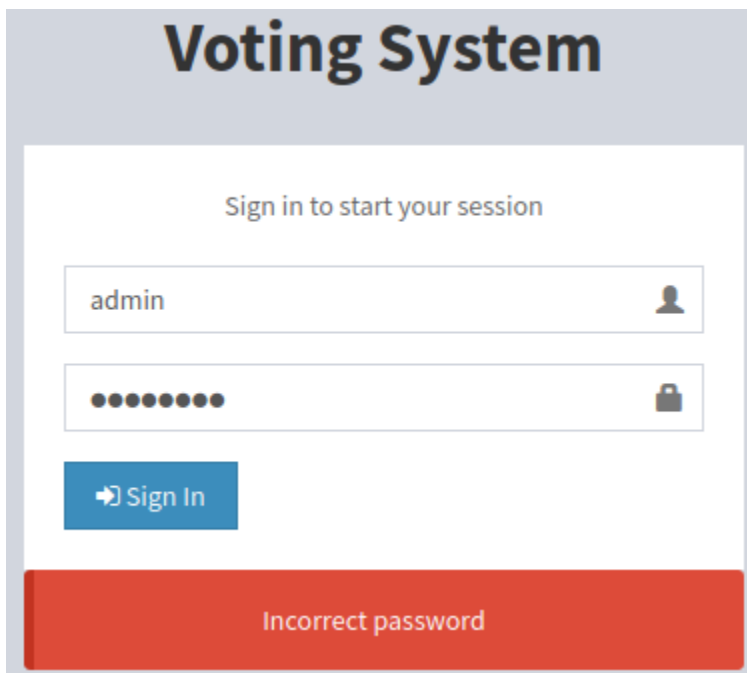 Voting System
Sign in to start your session
admin
••••••••
Sign In
Incorrect password